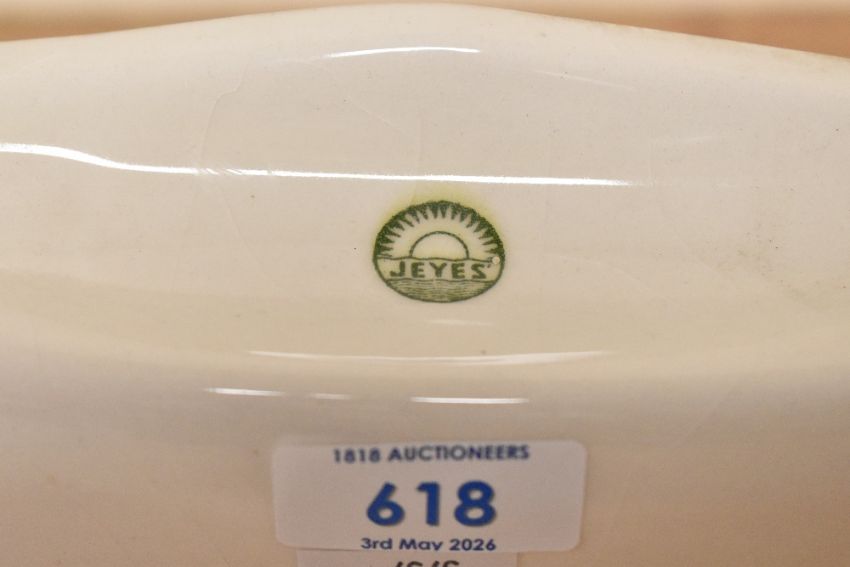 JEYES'
1818 AUCTIONEERS
618
3rd May 2026